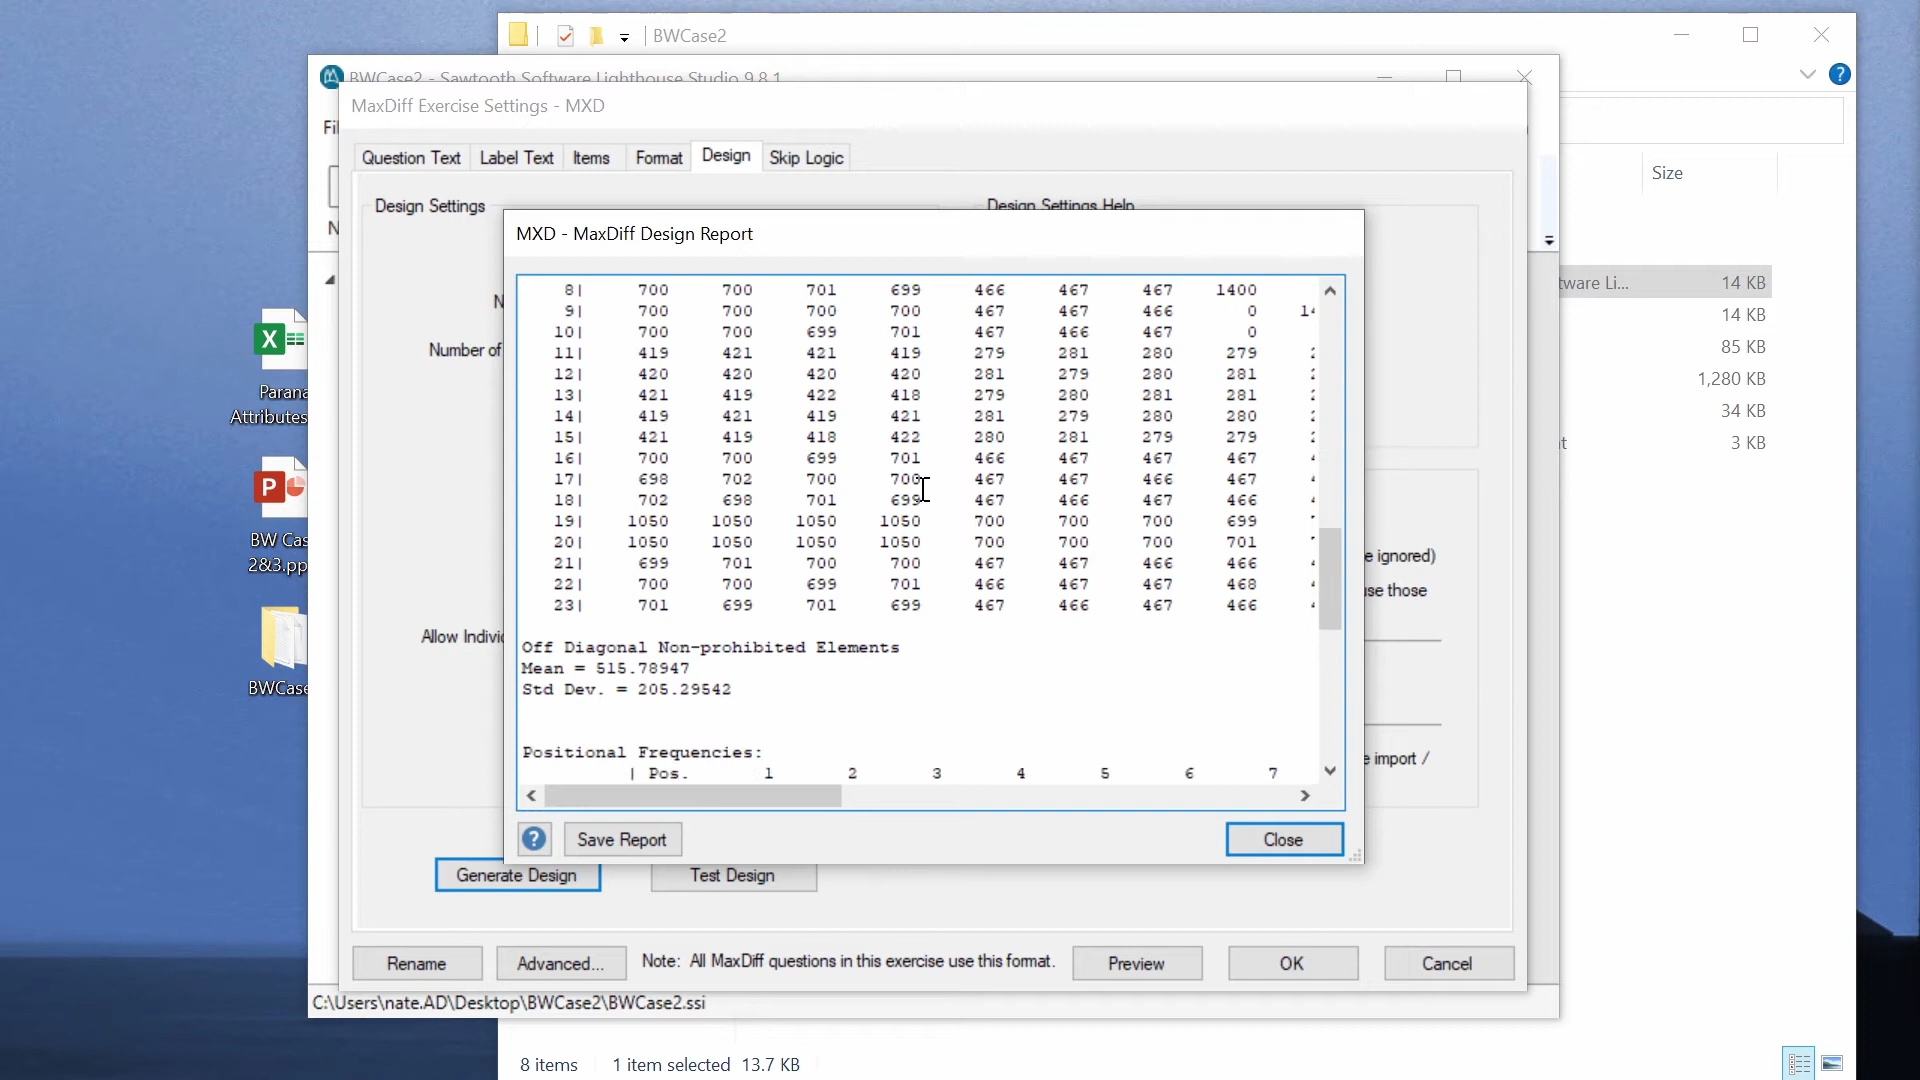 BWCase2
BWCase2 - Sawtooth Software Lighthouse Studio 9.8.1
MaxDiff Exercise Settings - MXD
Question Text Label Text Items Format Design Skip Logic
Size
Design Settings
Design Settings Help
MXD - MaxDiff Design Report
Number of
Allow
8| 700 700 701 699 466 467 467 1400
9| 700 700 700 700 467 467 466 0
10| 700 700 699 701 467 466 467 0
11| 419 421 421 419 279 281 280 279
12| 420 420 420 420 281 279 280 281
13| 421 419 422 418 279 280 281 281
14| 419 421 419 421 281 279 280 280
15| 421 419 418 422 280 281 279 279
16| 700 700 699 701 466 467 467 467
17| 698 702 700 700 467 467 466 467
18| 702 698 701 699 467 466 467 466
19| 1050 1050 1050 1050 700 700 700 699
20| 1050 1050 1050 1050 700 700 700 701
21| 699 701 700 700 467 467 466 466
22| 700 700 699 701 466 467 467 468
23| 701 699 701 699 467 466 467 466
Off Diagonal Non-prohibited Elements
Mean = 515.78947
Std Dev. = 205.29542
Positional Frequencies:
| Pos. 1 2 3 4 5 6 7
Save Report Close
Generate Design Test Design
e ignored)
use those
e import /
tware Li... 14 KB
14 KB
85 KB
1,280 KB
34 KB
3 KB
Parana
Attributes
BW Cas
2&3.pp
BWCase
Rename Advanced... Note: All MaxDiff questions in this exercise use this format. Preview OK Cancel
C:\Users\nate.AD\Desktop\BWCase2\BWCase2.ssi
8 items 1 item selected 13.7 KB